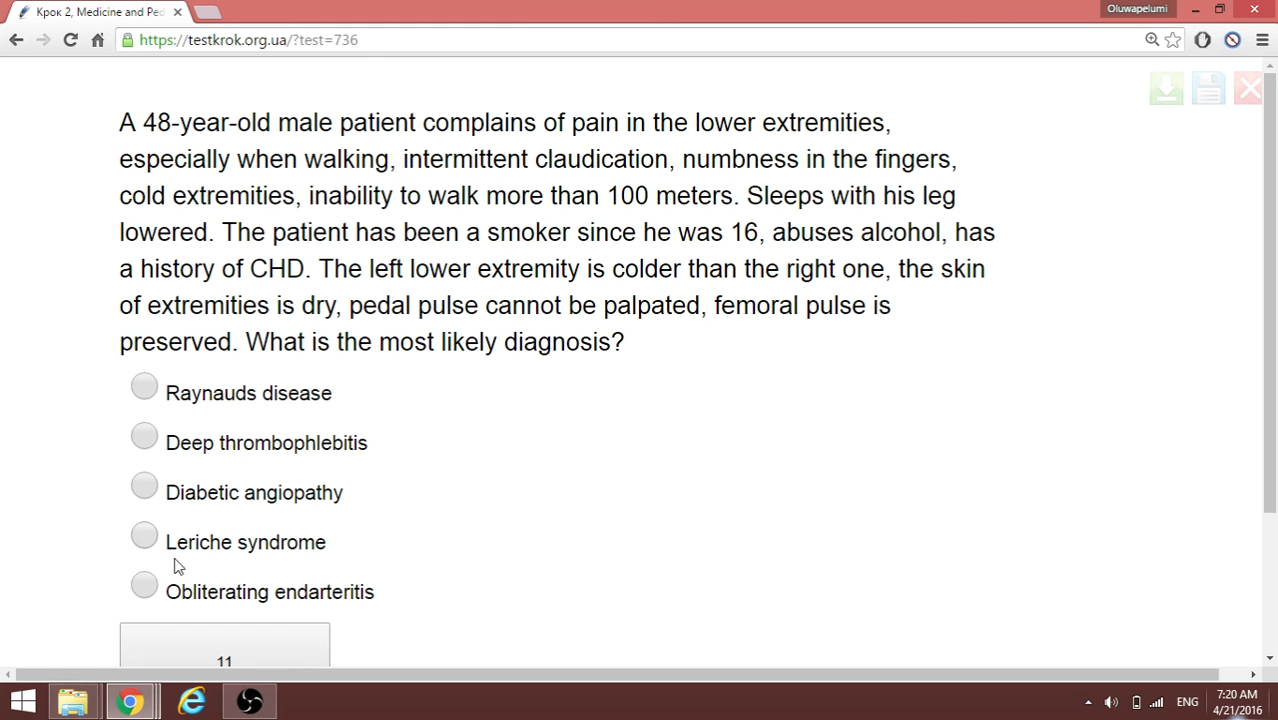 Крок 2, Medicine and Ped
Oluwapelumi
https://testkrok.org.ua/?test=736
A 48-year-old male patient complains of pain in the lower extremities,
especially when walking, intermittent claudication, numbness in the fingers,
cold extremities, inability to walk more than 100 meters. Sleeps with his leg
lowered. The patient has been a smoker since he was 16, abuses alcohol, has
a history of CHD. The left lower extremity is colder than the right one, the skin
of extremities is dry, pedal pulse cannot be palpated, femoral pulse is
preserved. What is the most likely diagnosis?
Raynauds disease
Deep thrombophlebitis
Diabetic angiopathy
Leriche syndrome
Obliterating endarteritis
11
ENG
7:20 AM
4/21/2016